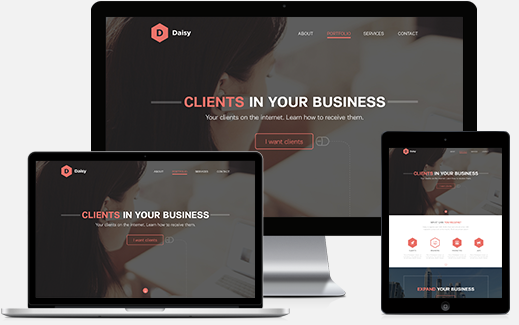 D Daisy
ABOUT PORTFOLIO SERVICES CONTACT
CLIENTS IN YOUR BUSINESS
Your clients on the internet. Learn how to receive them.
I want clients
Daisy
ABOUT PORTFOLIO SERVICES CONTACT
CLIENTS IN YOUR BUSINESS
Your clients on the internet. Learn how to receive them.
I want clients
Daisy
CLIENTS IN YOUR BUSINESS
EXPAND YOUR BUSINESS